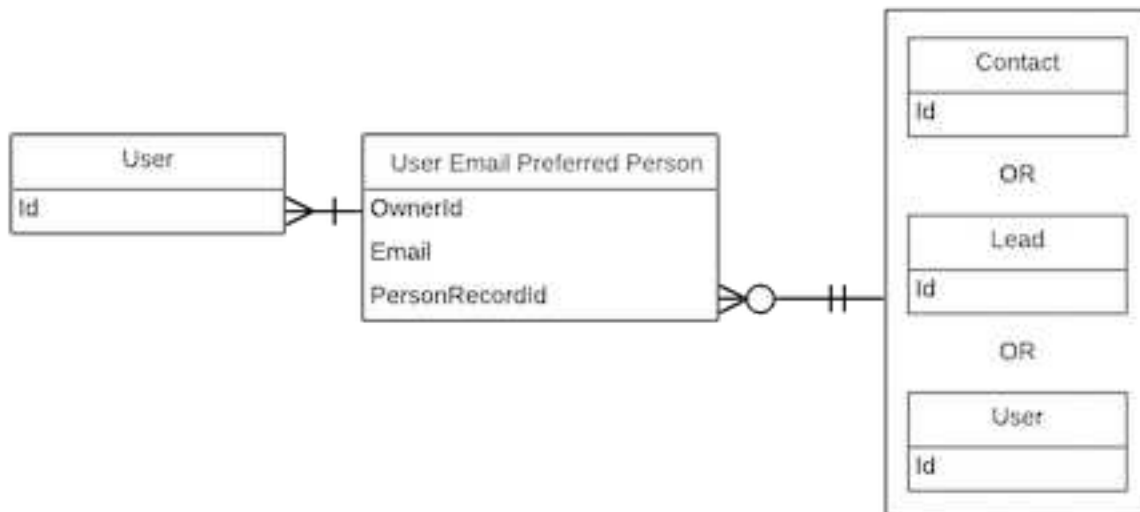 User
Id
User Email Preferred Person
OwnerId
Email
PersonRecordId
Contact
Id
OR
Lead
Id
OR
User
Id